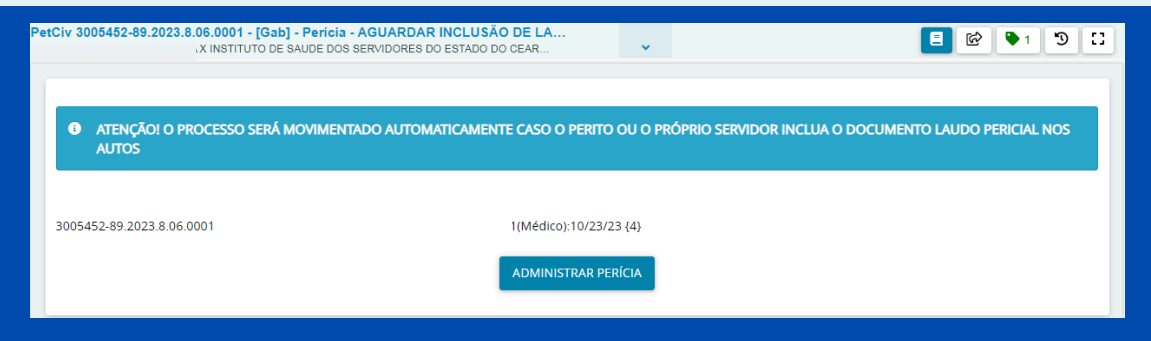 PetCiv 3005452-89.2023.8.06.0001 - [Gab] - Perícia - AGUARDAR INCLUSÃO DE LA...
X INSTITUTO DE SAUDE DOS SERVIDORES DO ESTADO DO CEAR...
1
ATENÇÃO! O PROCESSO SERÁ MOVIMENTADO AUTOMATICAMENTE CASO O PERITO OU O PRÓPRIO SERVIDOR INCLUA O DOCUMENTO LAUDO PERICIAL NOS
AUTOS
3005452-89.2023.8.06.0001
1(Médico):10/23/23 {4}
ADMINISTRAR PERÍCIA